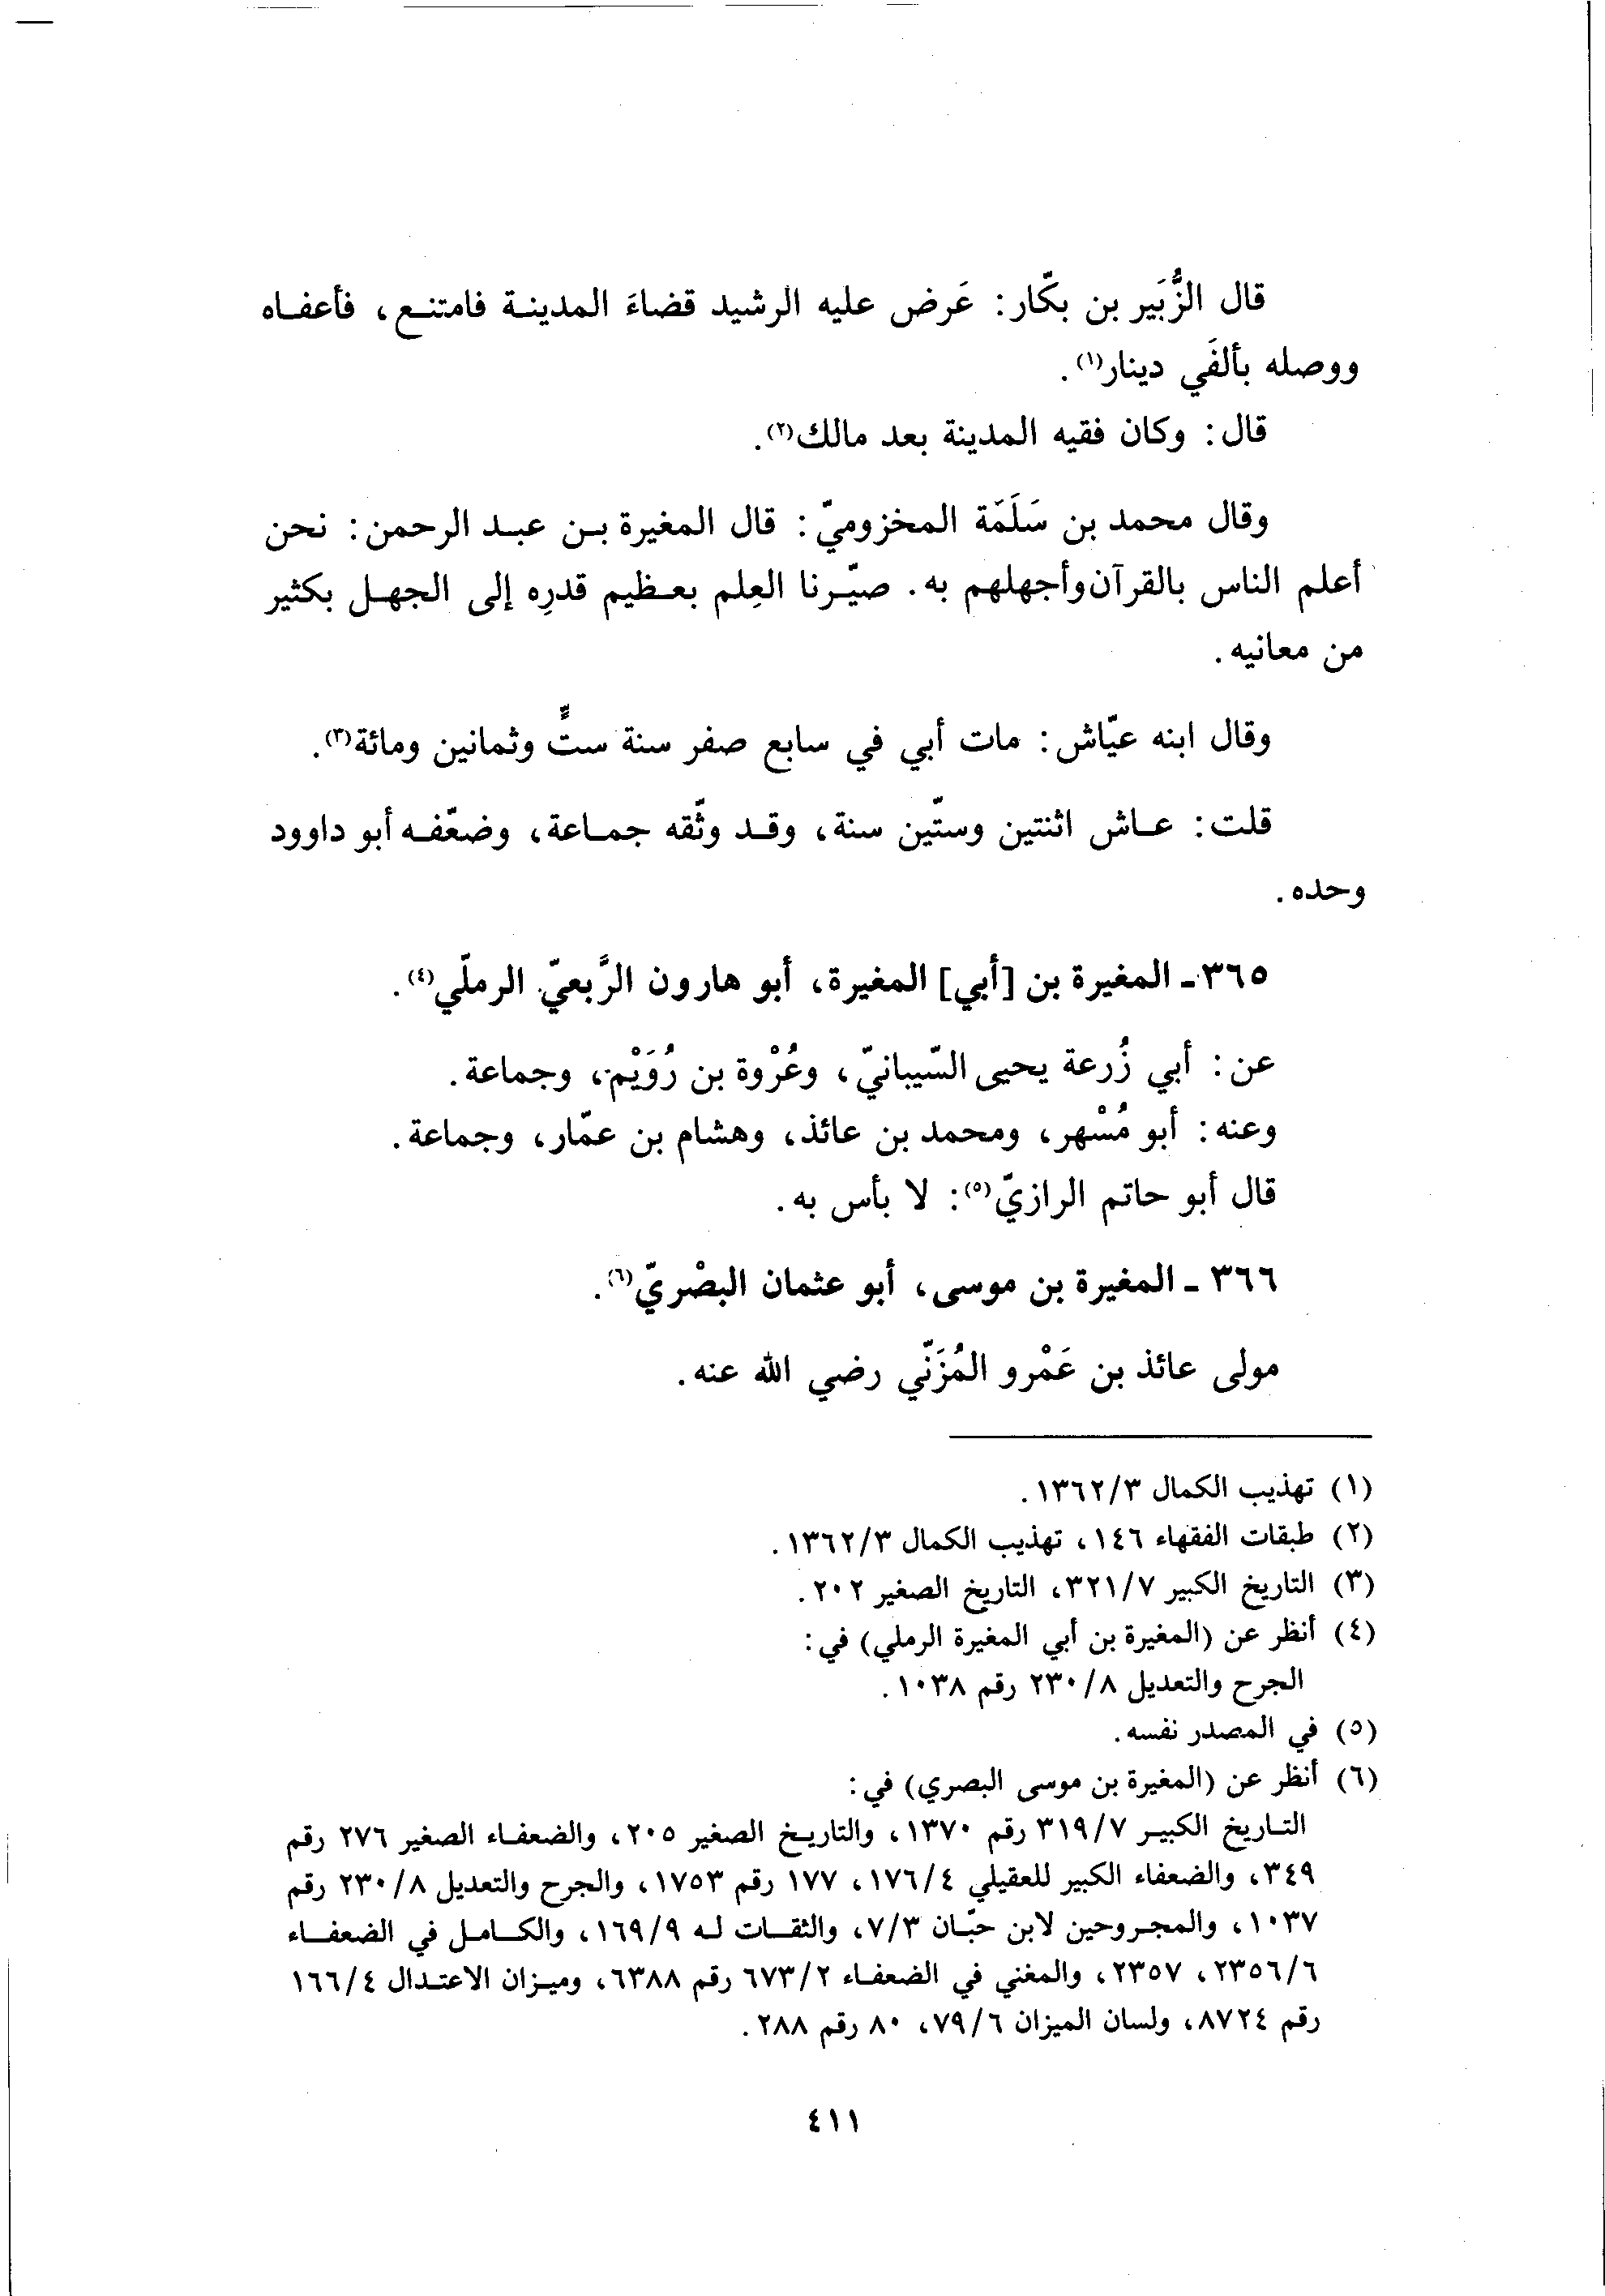 قال الزُّبَير بن بكّار: عَرض عليه الرشيد قضاءَ المدينة فامتنع، فأعفاه
ووصله بألفَي دينار(١).
قال: وكان فقيه المدينة بعد مالك(٢).
وقال محمد بن سَلَمَة المخزوميّ: قال المغيرة بن عبد الرحمن: نحن
أعلم الناس بالقرآن وأجهلهم به. صيّرنا العِلم بعظيم قدرِه إلى الجهل بكثير
من معانيه.
وقال ابنه عيّاش: مات أبي في سابع صفر سنة ستٍّ وثمانين ومائة(٣).
قلت: عاش اثنتين وستّين سنة، وقد وثّقه جماعة، وضعّفه أبو داوود
وحده.
٣٦٥ - المغيرة بن [أبي] المغيرة، أبو هارون الرَّبعيّ الرملّي(٤).
عن: أبي زُرعة يحيى السّيبانيّ، وعُرْوة بن رُوَيْم، وجماعة.
وعنه: أبو مُسْهر، ومحمد بن عائذ، وهشام بن عمّار، وجماعة.
قال أبو حاتم الرازيّ(٥): لا بأس به.
٣٦٦ - المغيرة بن موسى، أبو عثمان البصْريّ(٦).
مولى عائذ بن عَمْرو المُزَنّي رضي الله عنه.
(١) تهذيب الكمال ١٣٦٢/٣.
(٢) طبقات الفقهاء ١٤٦، تهذيب الكمال ١٣٦٢/٣.
(٣) التاريخ الكبير ٣٢١/٧، التاريخ الصغير ٢٠٢.
(٤) أنظر عن (المغيرة بن أبي المغيرة الرملي) في:
الجرح والتعديل ٢٣٠/٨ رقم ١٠٣٨.
(٥) في المصدر نفسه.
(٦) أنظر عن (المغيرة بن موسى البصري) في:
التاريخ الكبير ٣١٩/٧ رقم ١٣٧٠، والتاريخ الصغير ٢٠٥، والضعفاء الصغير ٢٧٦ رقم
٣٤٩، والضعفاء الكبير للعقيلي ١٧٦/٤، ١٧٧ رقم ١٧٥٣، والجرح والتعديل ٢٣٠/٨ رقم
١٠٣٧، والمجروحين لابن حبّان ٧/٣، والثقات له ١٦٩/٩، والكامل في الضعفاء
٢٣٥٦/٦، ٢٣٥٧، والمغني في الضعفاء ٦٧٣/٢ رقم ٦٣٨٨، وميزان الاعتدال ١٦٦/٤
رقم ٨٧٢٤، ولسان الميزان ٧٩/٦، ٨٠ رقم ٢٨٨.
٤١١